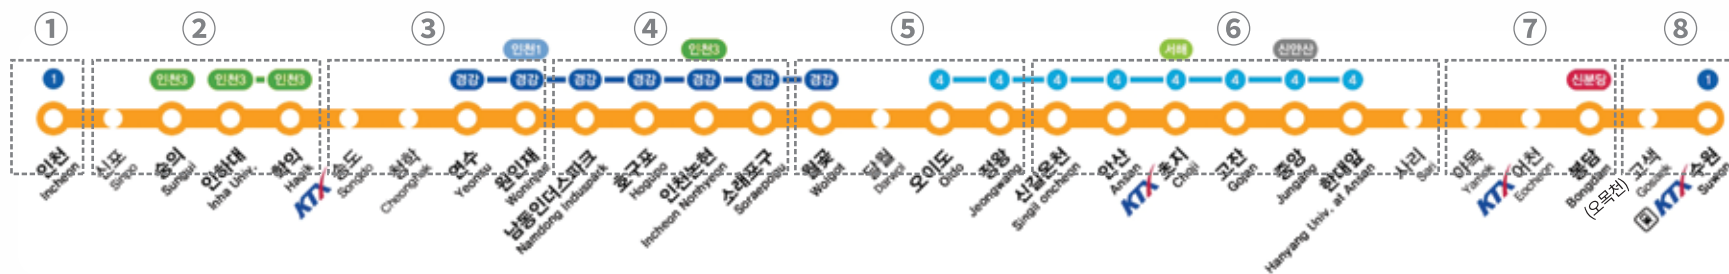 ① ② ③ ④ ⑤ ⑥ ⑦ ⑧
인천1 인천3 서해 신안산
1 인천3 인천3 인천3 경강 경강 경강 경강 경강 경강 경강 4 4 4 4 4 4 4 4 신분당 1
인천
Incheon
신포
Sinpo
숭의
Sungui
인하대
Inha Univ.
학익
Hagik
KTX
송도
Songdo
청학
Cheonghak
연수
Yeonsu
원인재
Woninjae
남동인더스파크
Namdong Induspark
호구포
Hogupo
인천논현
Incheon Nonhyeon
소래포구
Soraepogu
월곶
Wolgot
달월
Darwol
오이도
Oido
정왕
Jeongwang
신길온천
Singil oncheon
안산
Ansan
KTX
초지
Choji
고잔
Gojan
중앙
Jungang
한대앞
Hanyang Univ. at Ansan
사리
Sari
야목
Yamok
KTX
어천
Eocheon
봉담
Bongdam
(오목천)
고색
Gosaek
KTX
수원
Suwon